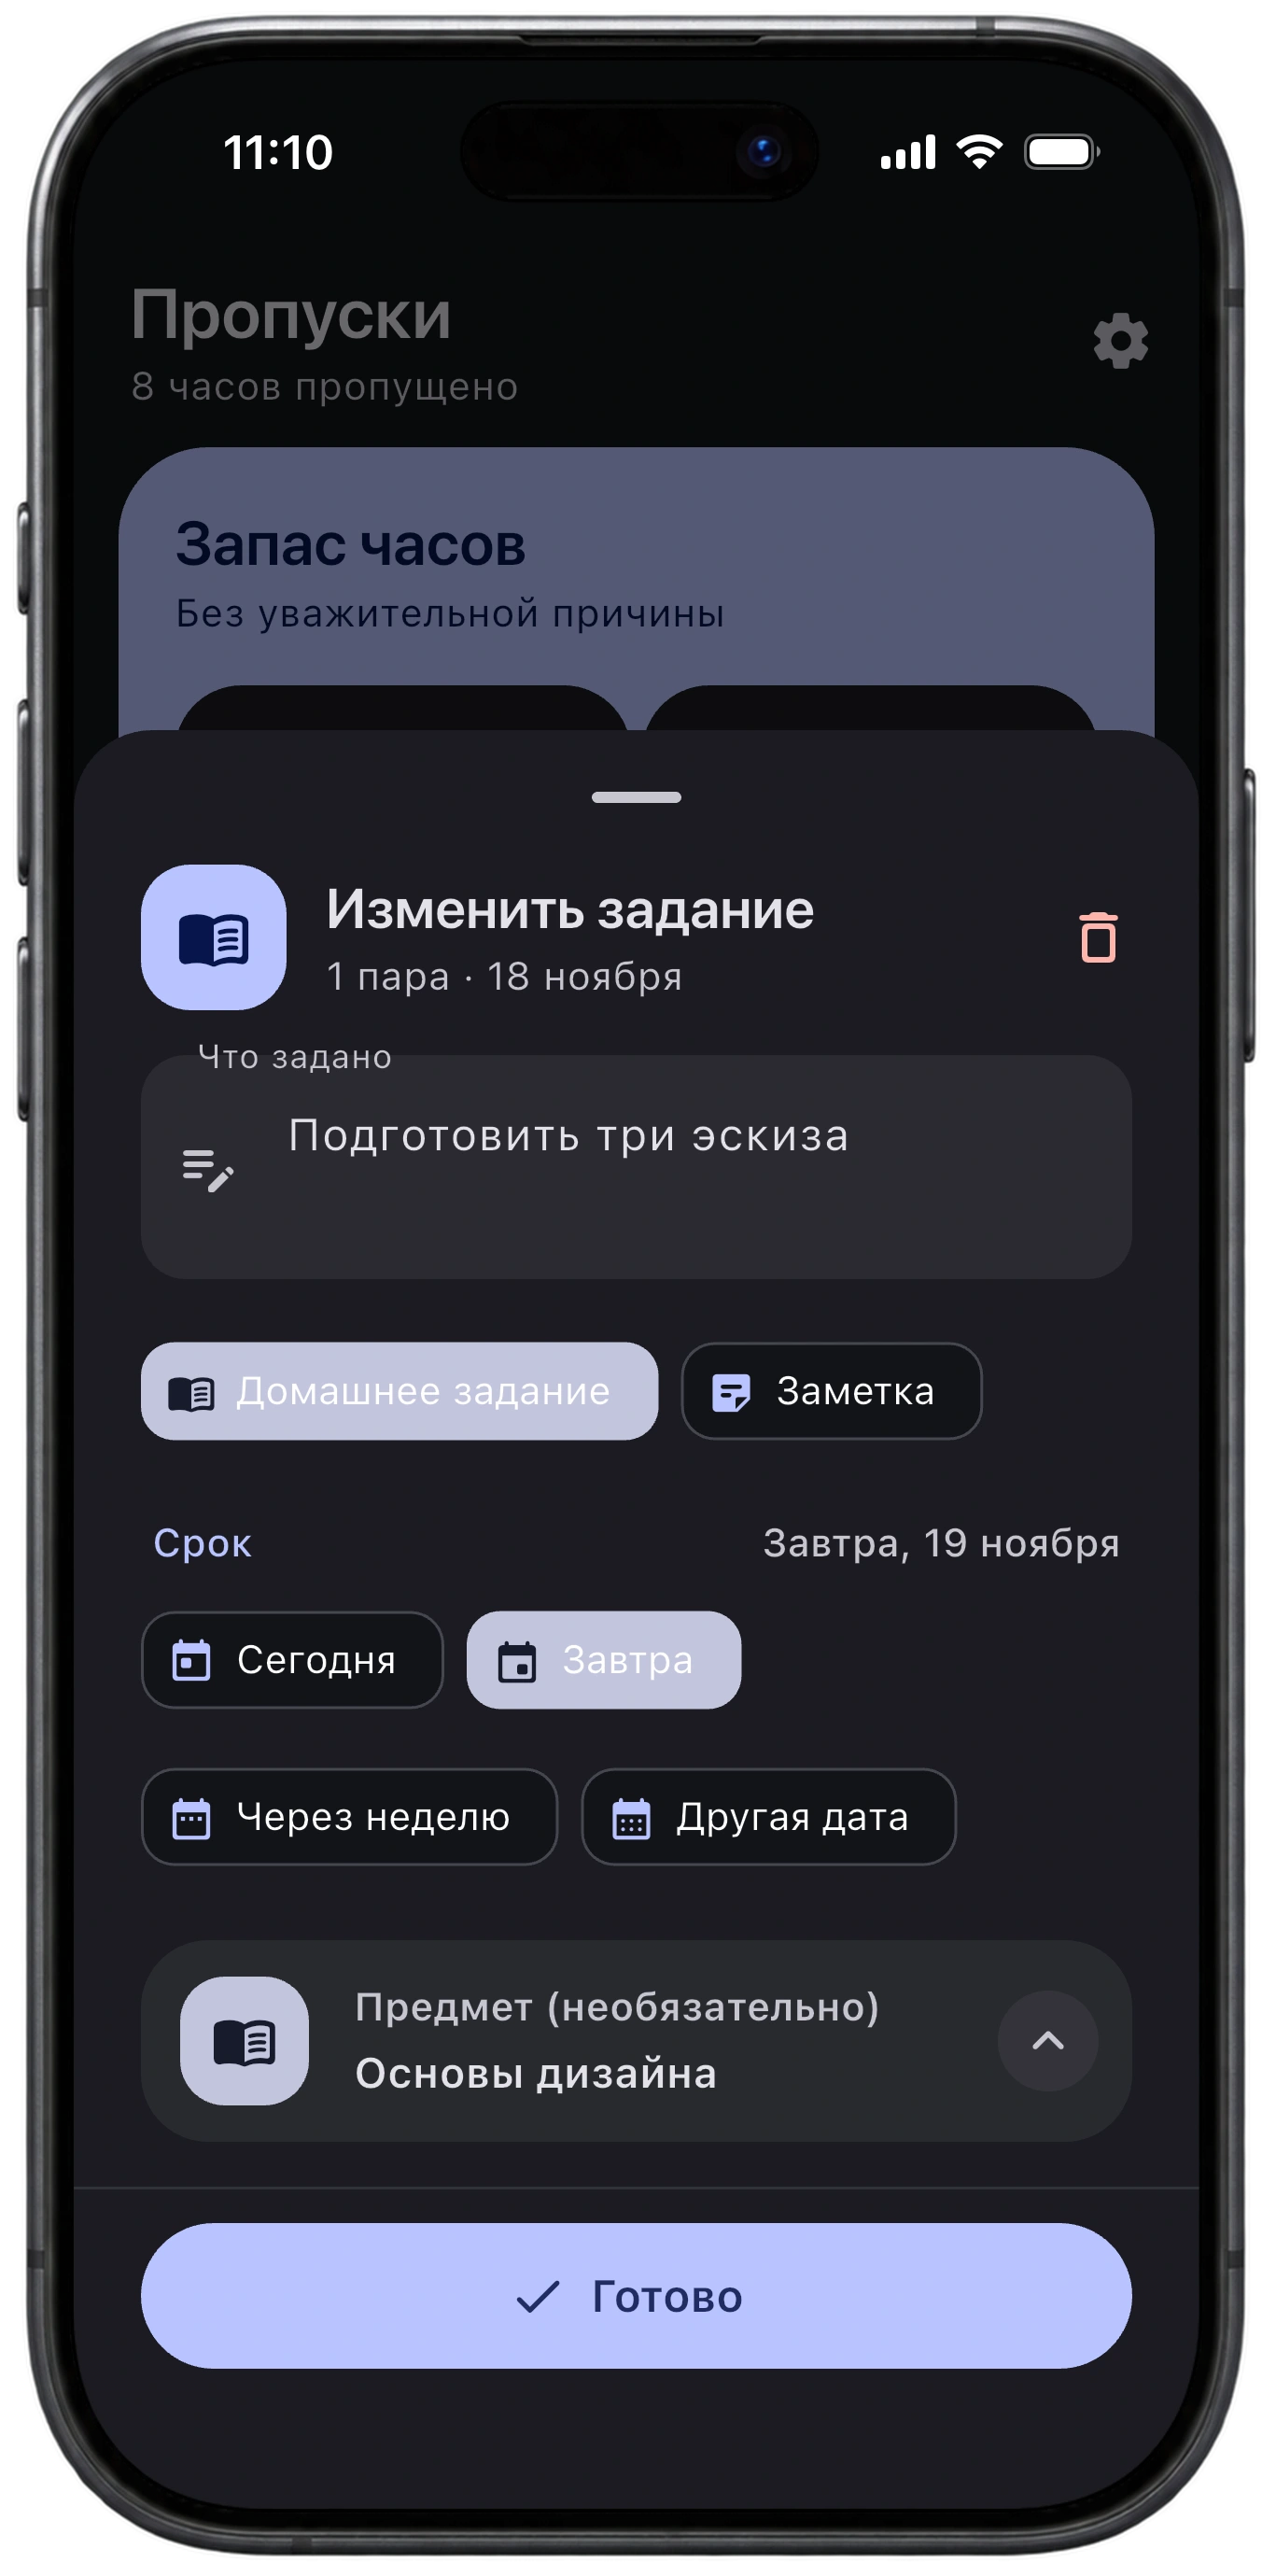 11:10
Пропуски
8 часов пропущено
Запас часов
Без уважительной причины
Изменить задание
1 пара · 18 ноября
Что задано
Подготовить три эскиза
Домашнее задание
Заметка
Срок
Завтра, 19 ноября
Сегодня
Завтра
Через неделю
Другая дата
Предмет (необязательно)
Основы дизайна
Готово